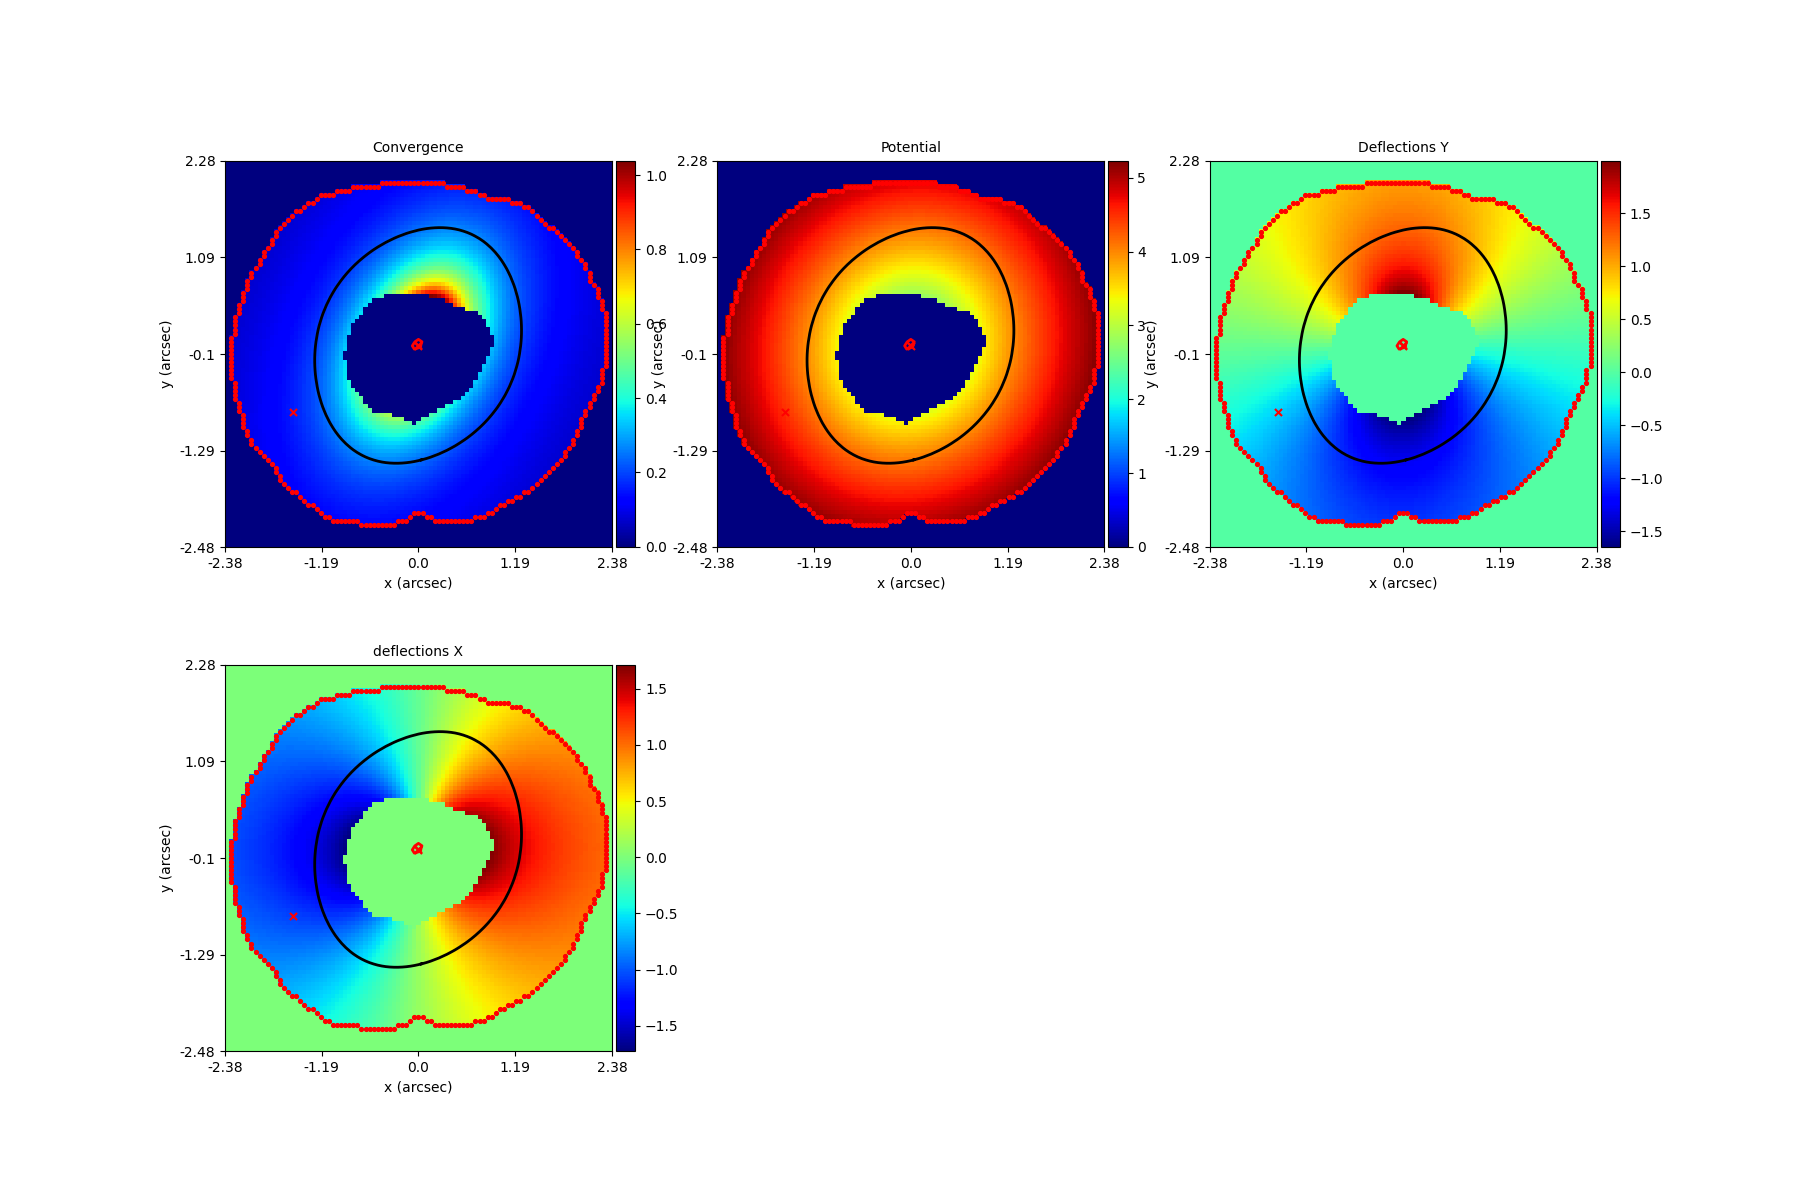 Convergence
2.28
1.09
-0.1
-1.29
-2.48
y (arcsec)
-2.38 -1.19 0.0 1.19 2.38
x (arcsec)
1.0
0.8
0.6
0.4
0.2
0.0
Potential
2.28
1.09
-0.1
-1.29
-2.48
y (arcsec)
-2.38 -1.19 0.0 1.19 2.38
x (arcsec)
5
4
3
2
1
0
Deflections Y
2.28
1.09
-0.1
-1.29
-2.48
y (arcsec)
-2.38 -1.19 0.0 1.19 2.38
x (arcsec)
1.5
1.0
0.5
0.0
−0.5
−1.0
−1.5
deflections X
2.28
1.09
-0.1
-1.29
-2.48
y (arcsec)
-2.38 -1.19 0.0 1.19 2.38
x (arcsec)
1.5
1.0
0.5
0.0
−0.5
−1.0
−1.5